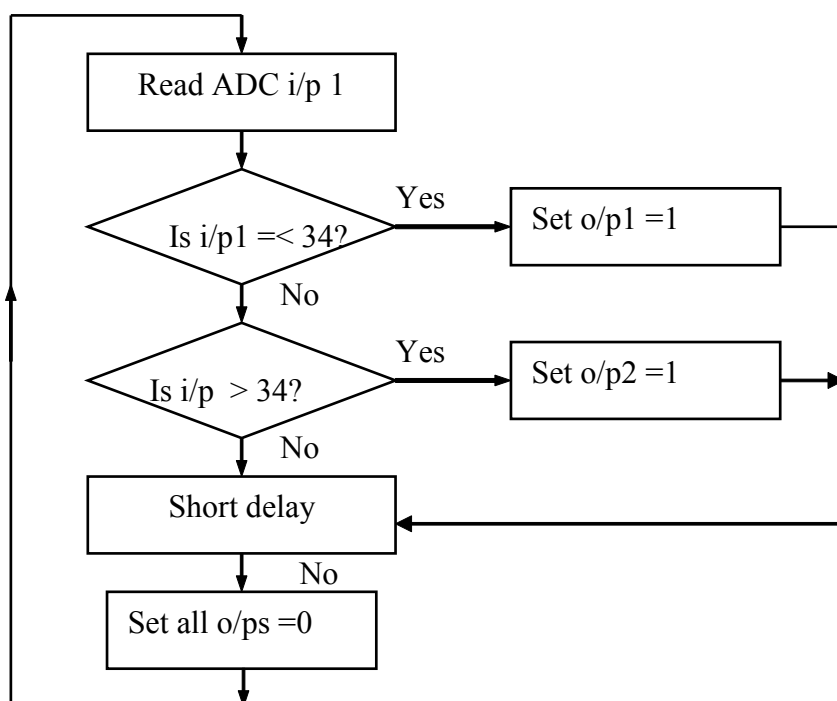 Read ADC i/p 1
Is i/p1 =< 34?
Yes
Set o/p1 =1
No
Is i/p  > 34?
Yes
Set o/p2 =1
No
Short delay
No
Set all o/ps =0